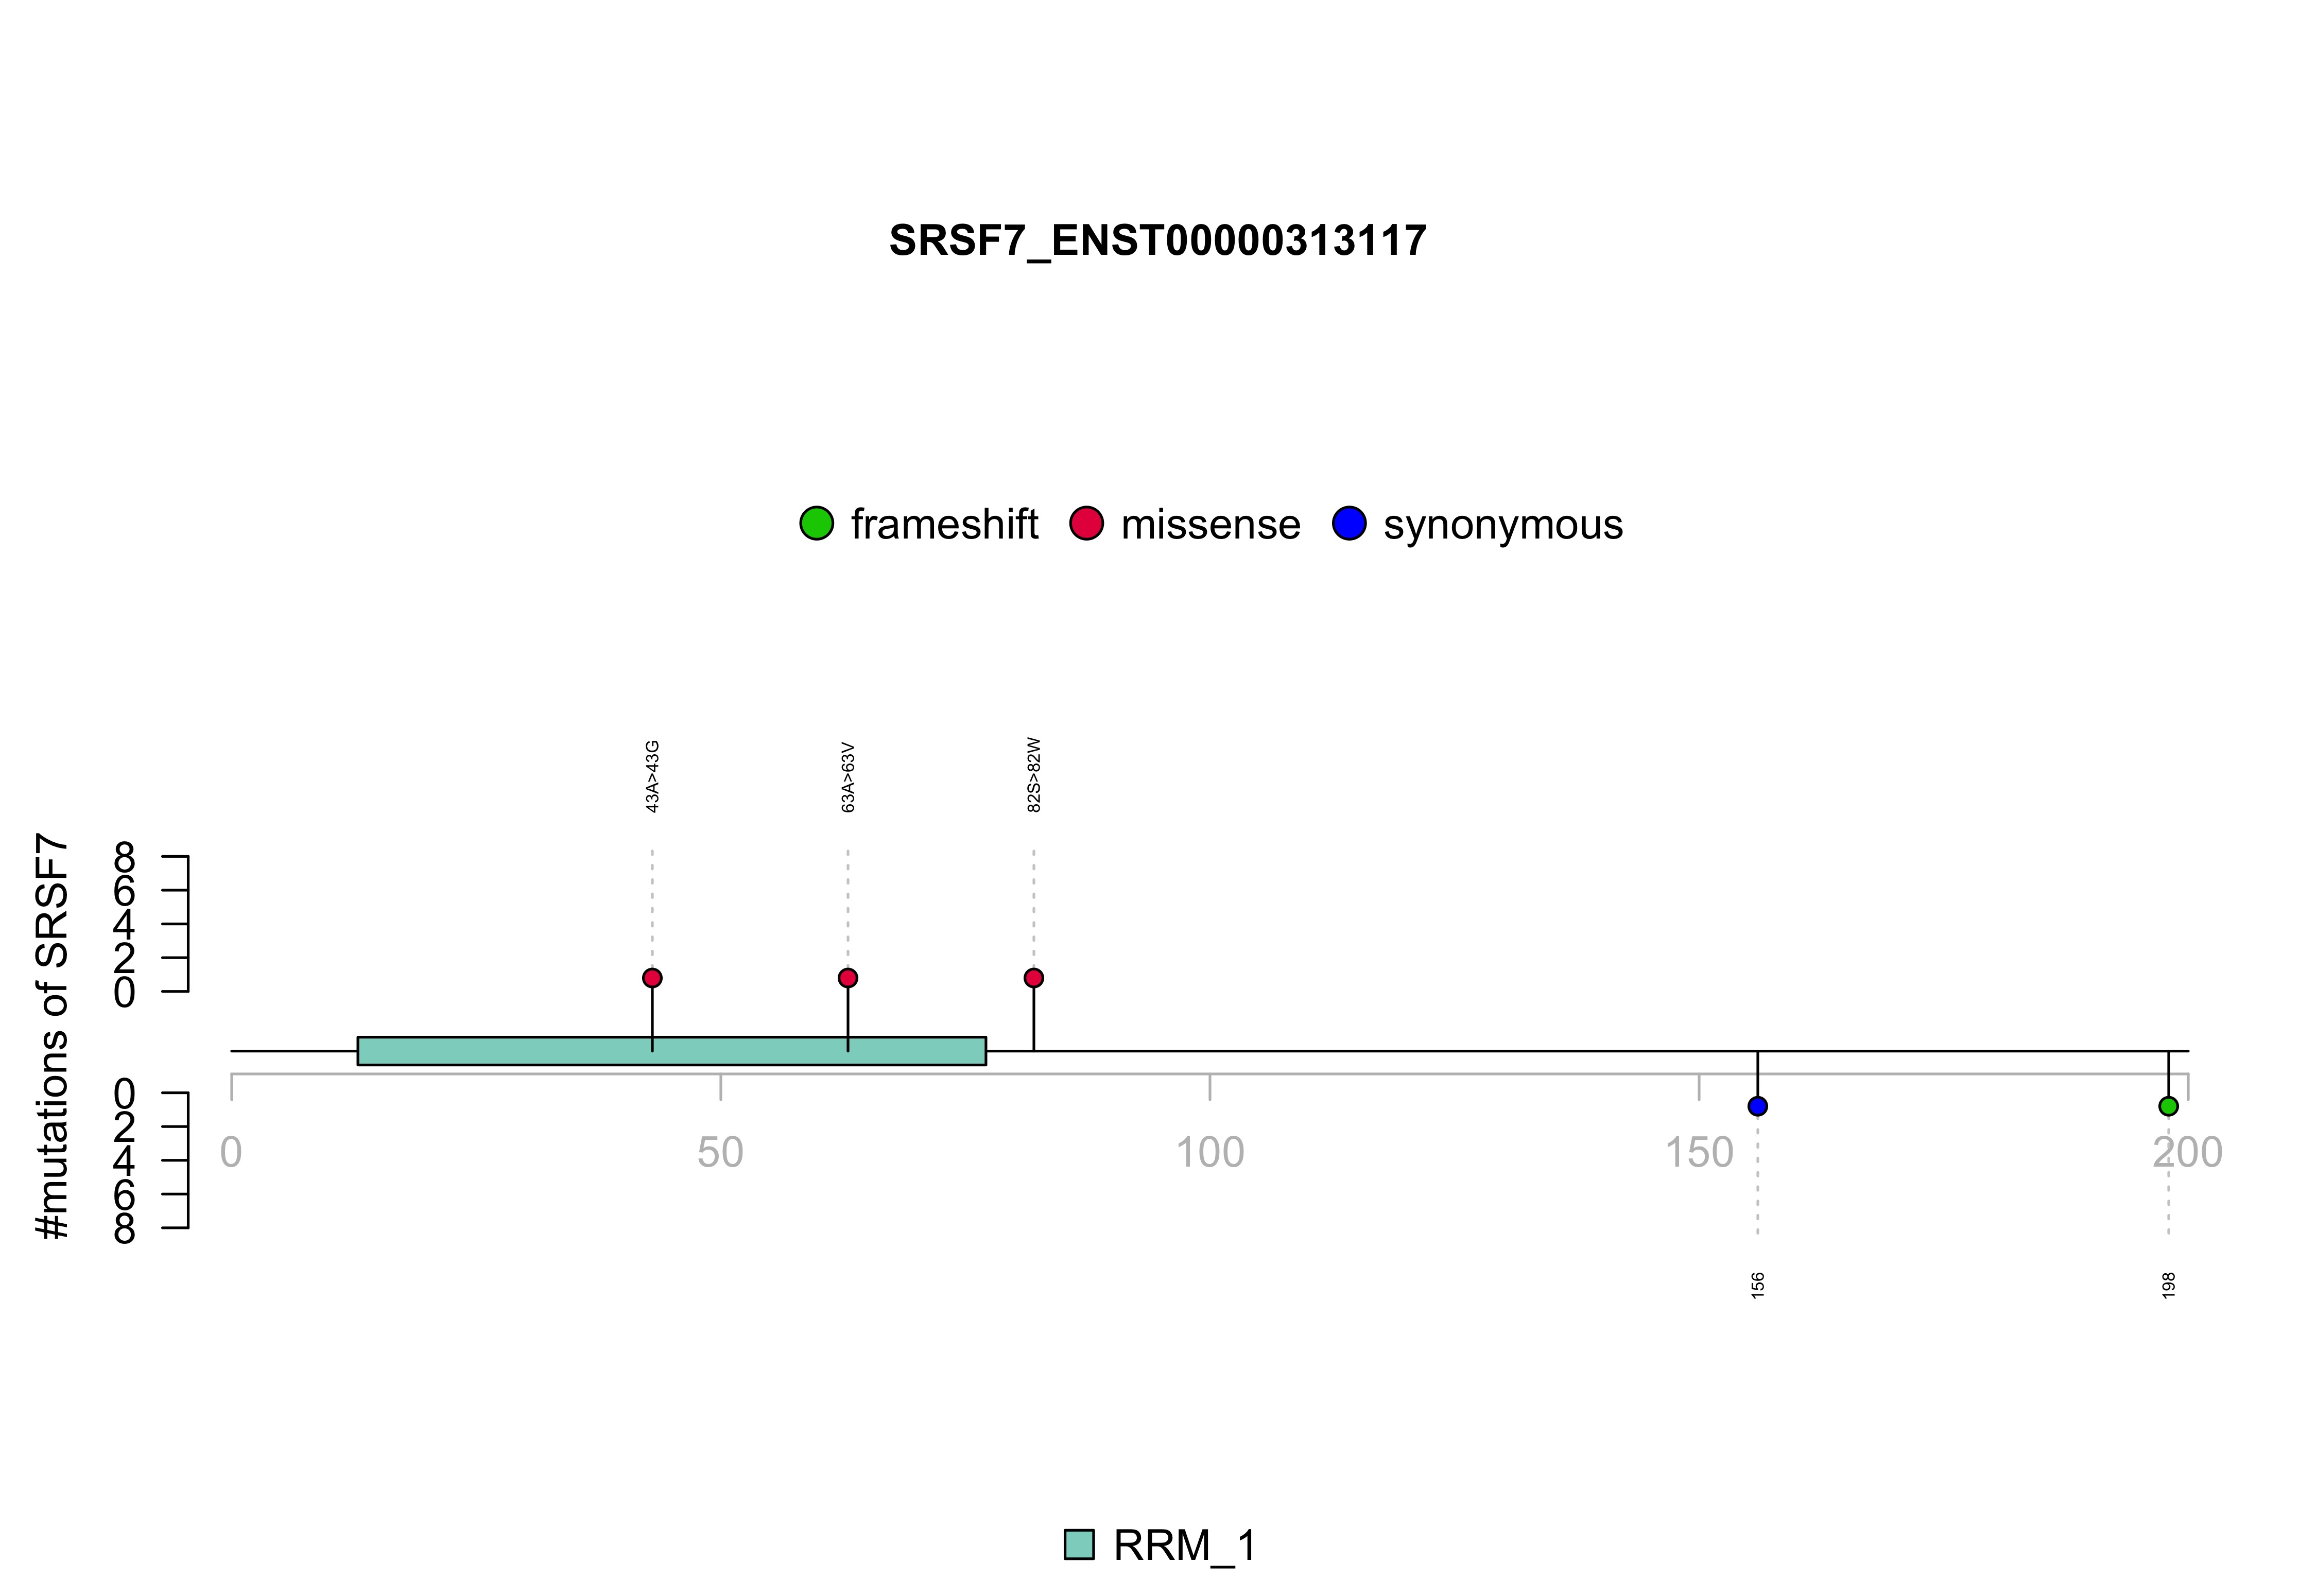 SRSF7_ENST00000313117
frameshift missense synonymous
43A>43G
63A>63V
82S>82W
#mutations of SRSF7
8
6
4
2
0
0
2
4
6
8
0 50 100 150 200
156
198
RRM_1